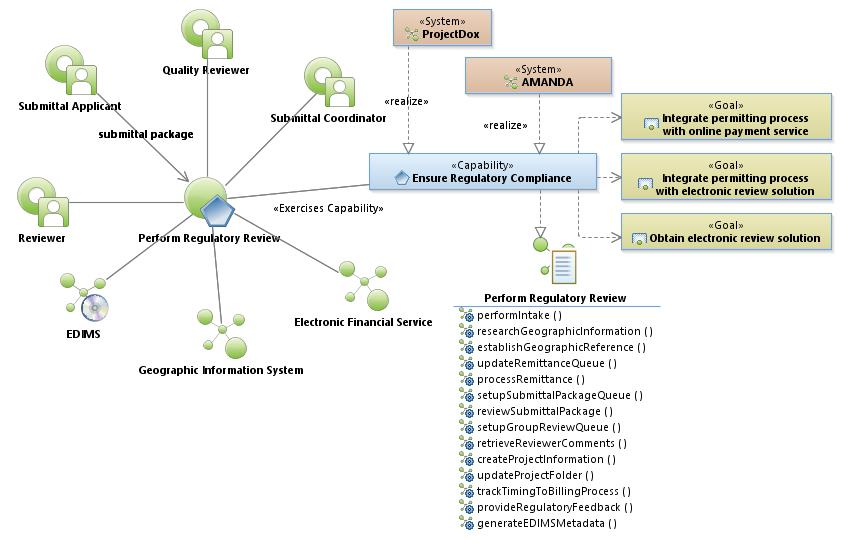 «System»
ProjectDox
«System»
AMANDA
Quality Reviewer
Submittal Applicant
Submittal Coordinator
submittal package
«realize»
«realize»
«Goal»
Integrate permitting process
with online payment service
«Capability»
Ensure Regulatory Compliance
«Goal»
Integrate permitting process
with electronic review solution
«Exercises Capability»
«Goal»
Obtain electronic review solution
Reviewer
Perform Regulatory Review
EDIMS
Geographic Information System
Electronic Financial Service
Perform Regulatory Review
performIntake ( )
researchGeographicInformation ( )
establishGeographicReference ( )
updateRemittanceQueue ( )
processRemittance ( )
setupSubmittalPackageQueue ( )
reviewSubmittalPackage ( )
setupGroupReviewQueue ( )
retrieveReviewerComments ( )
createProjectInformation ( )
updateProjectFolder ( )
trackTimingToBillingProcess ( )
provideRegulatoryFeedback ( )
generateEDIMSMetadata ( )